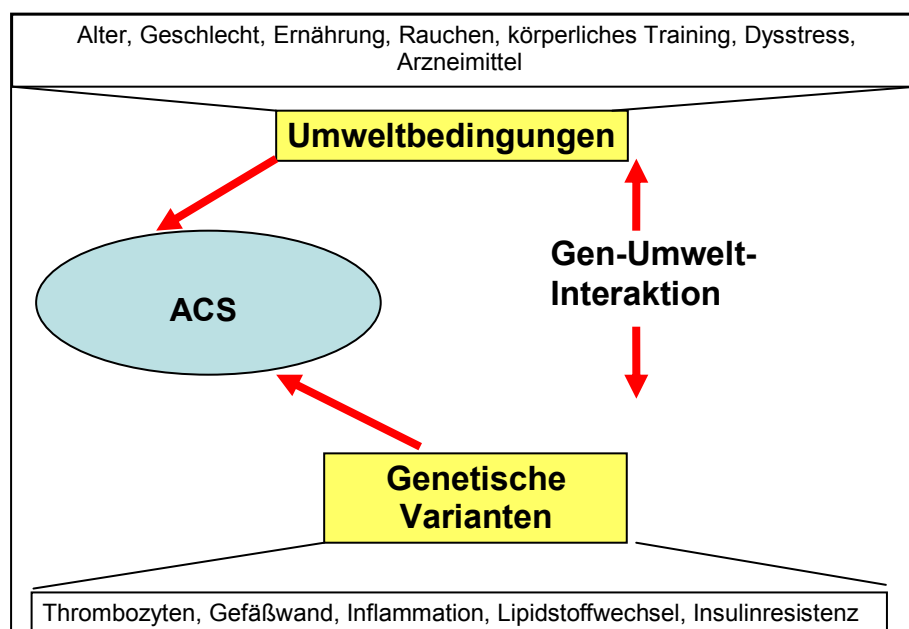 Alter, Geschlecht, Ernährung, Rauchen, körperliches Training, Dysstress,
Arzneimittel
Umweltbedingungen
Gen-Umwelt-
Interaktion
ACS
Genetische
Varianten
Thrombozyten, Gefäßwand, Inflammation, Lipidstoffwechsel, Insulinresistenz